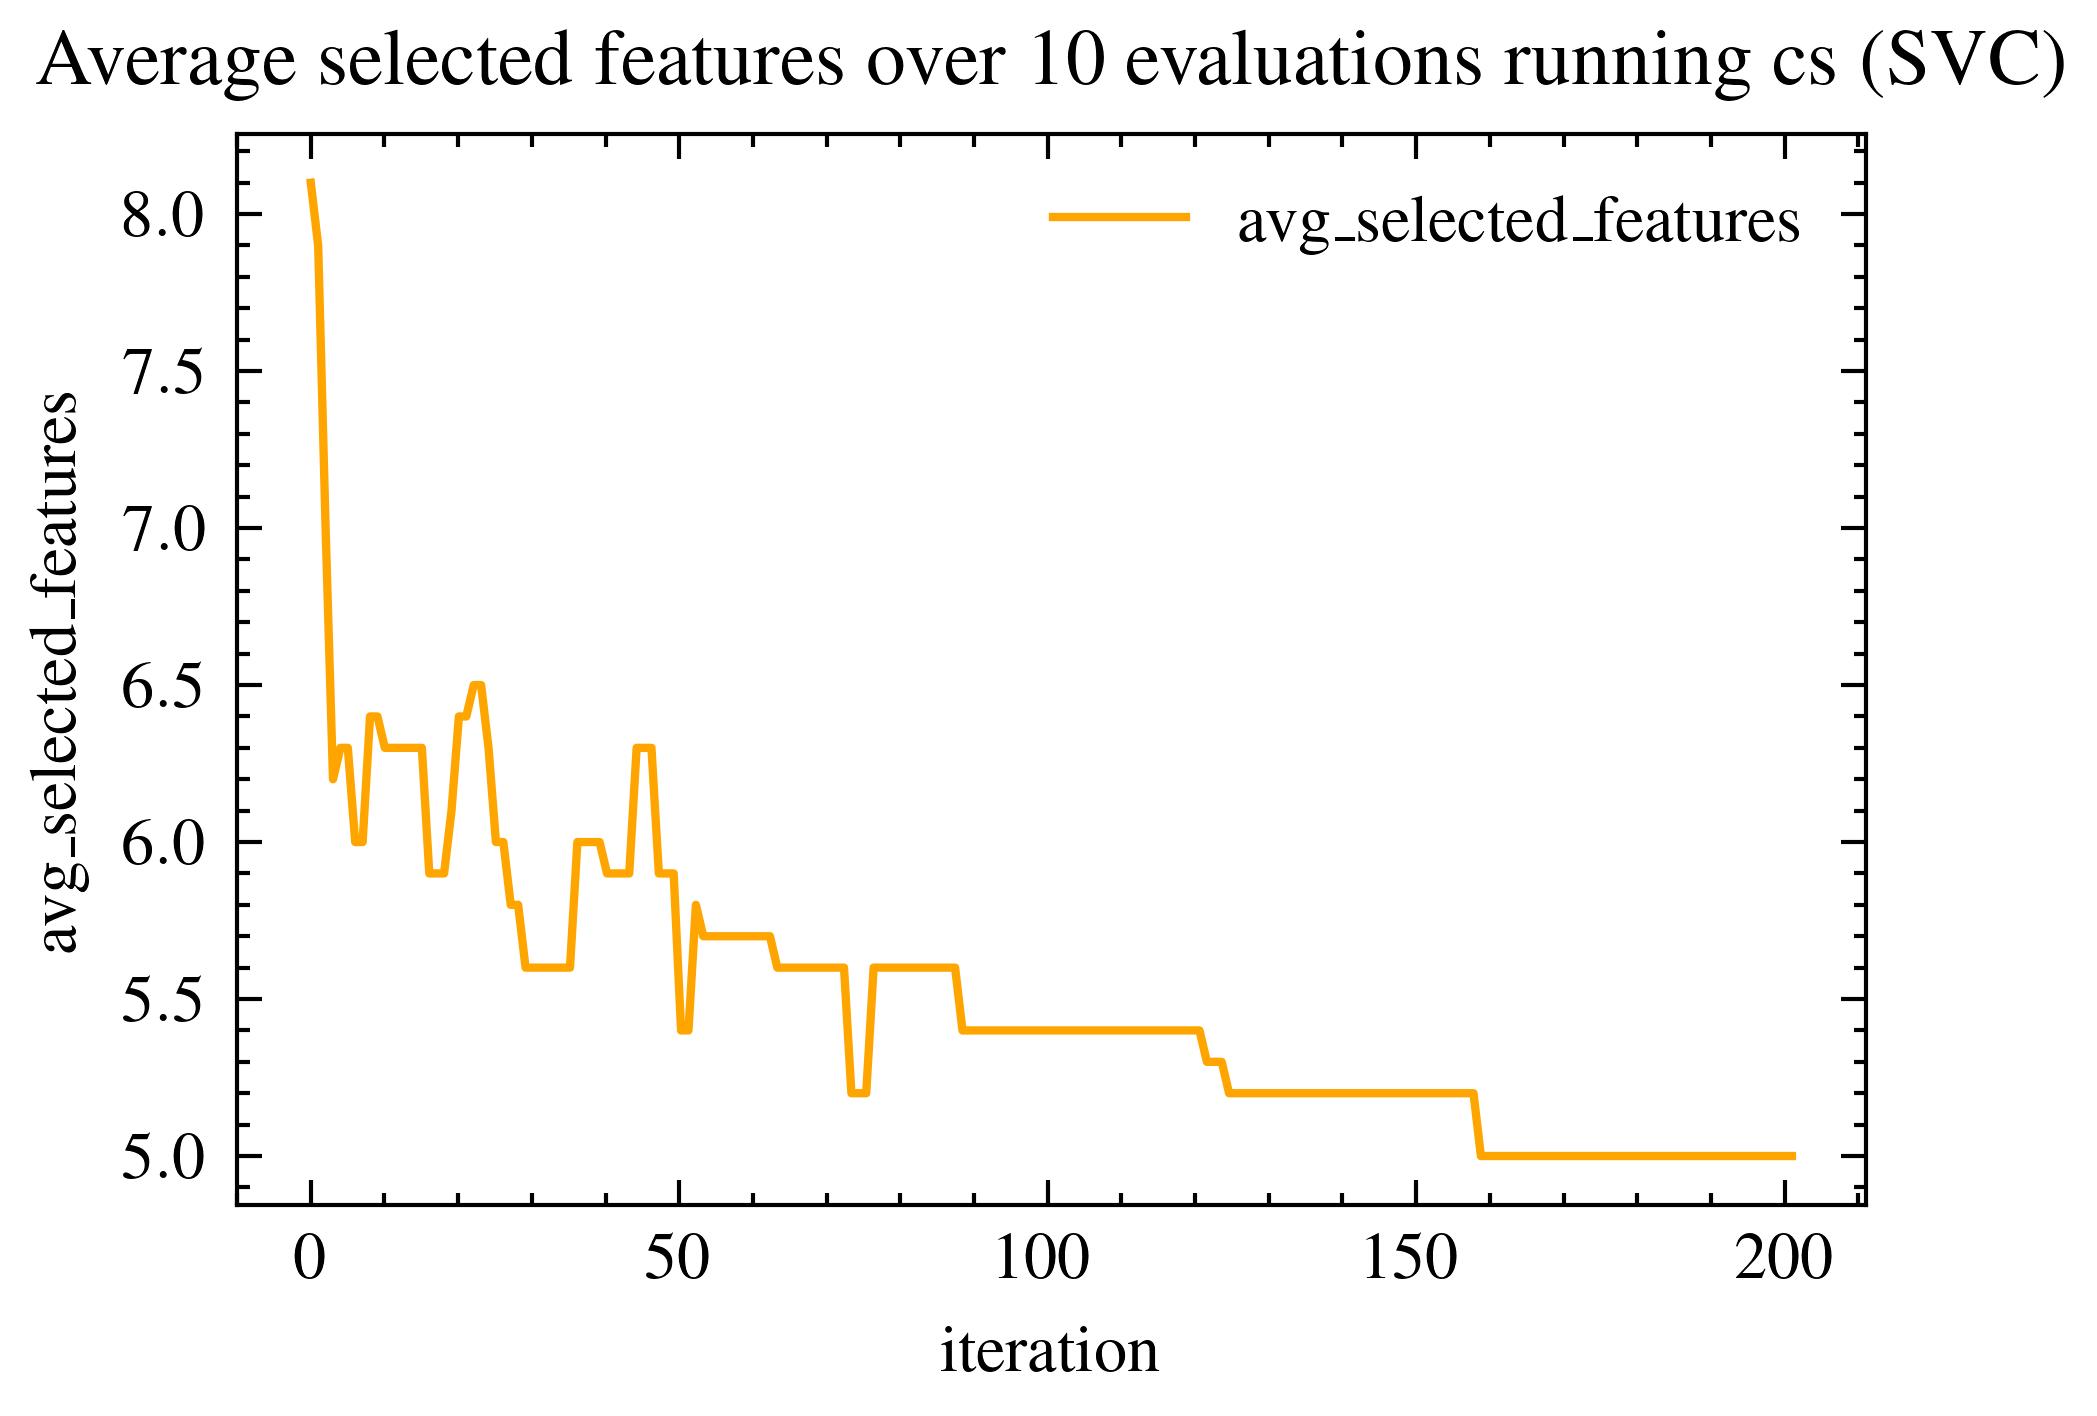 Average selected features over 10 evaluations running cs (SVC)
avg_selected_features
8.0
7.5
7.0
6.5
6.0
5.5
5.0
avg_selected_features
0 50 100 150 200
iteration